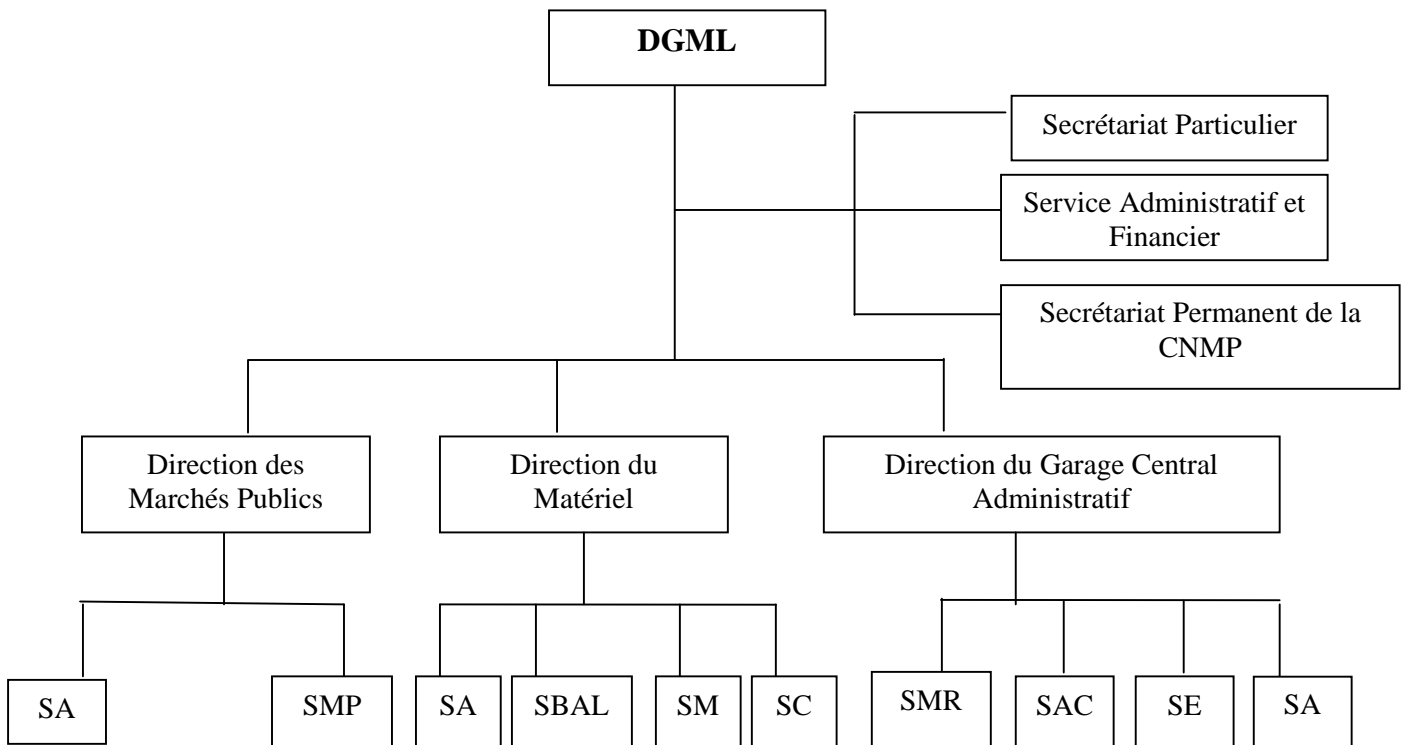 DGML
Secrétariat Particulier
Service Administratif et
Financier
Secrétariat Permanent de la
CNMP
Direction des
Marchés Publics
Direction du
Matériel
Direction du Garage Central
Administratif
SA
SMP
SA
SBAL
SM
SC
SMR
SAC
SE
SA